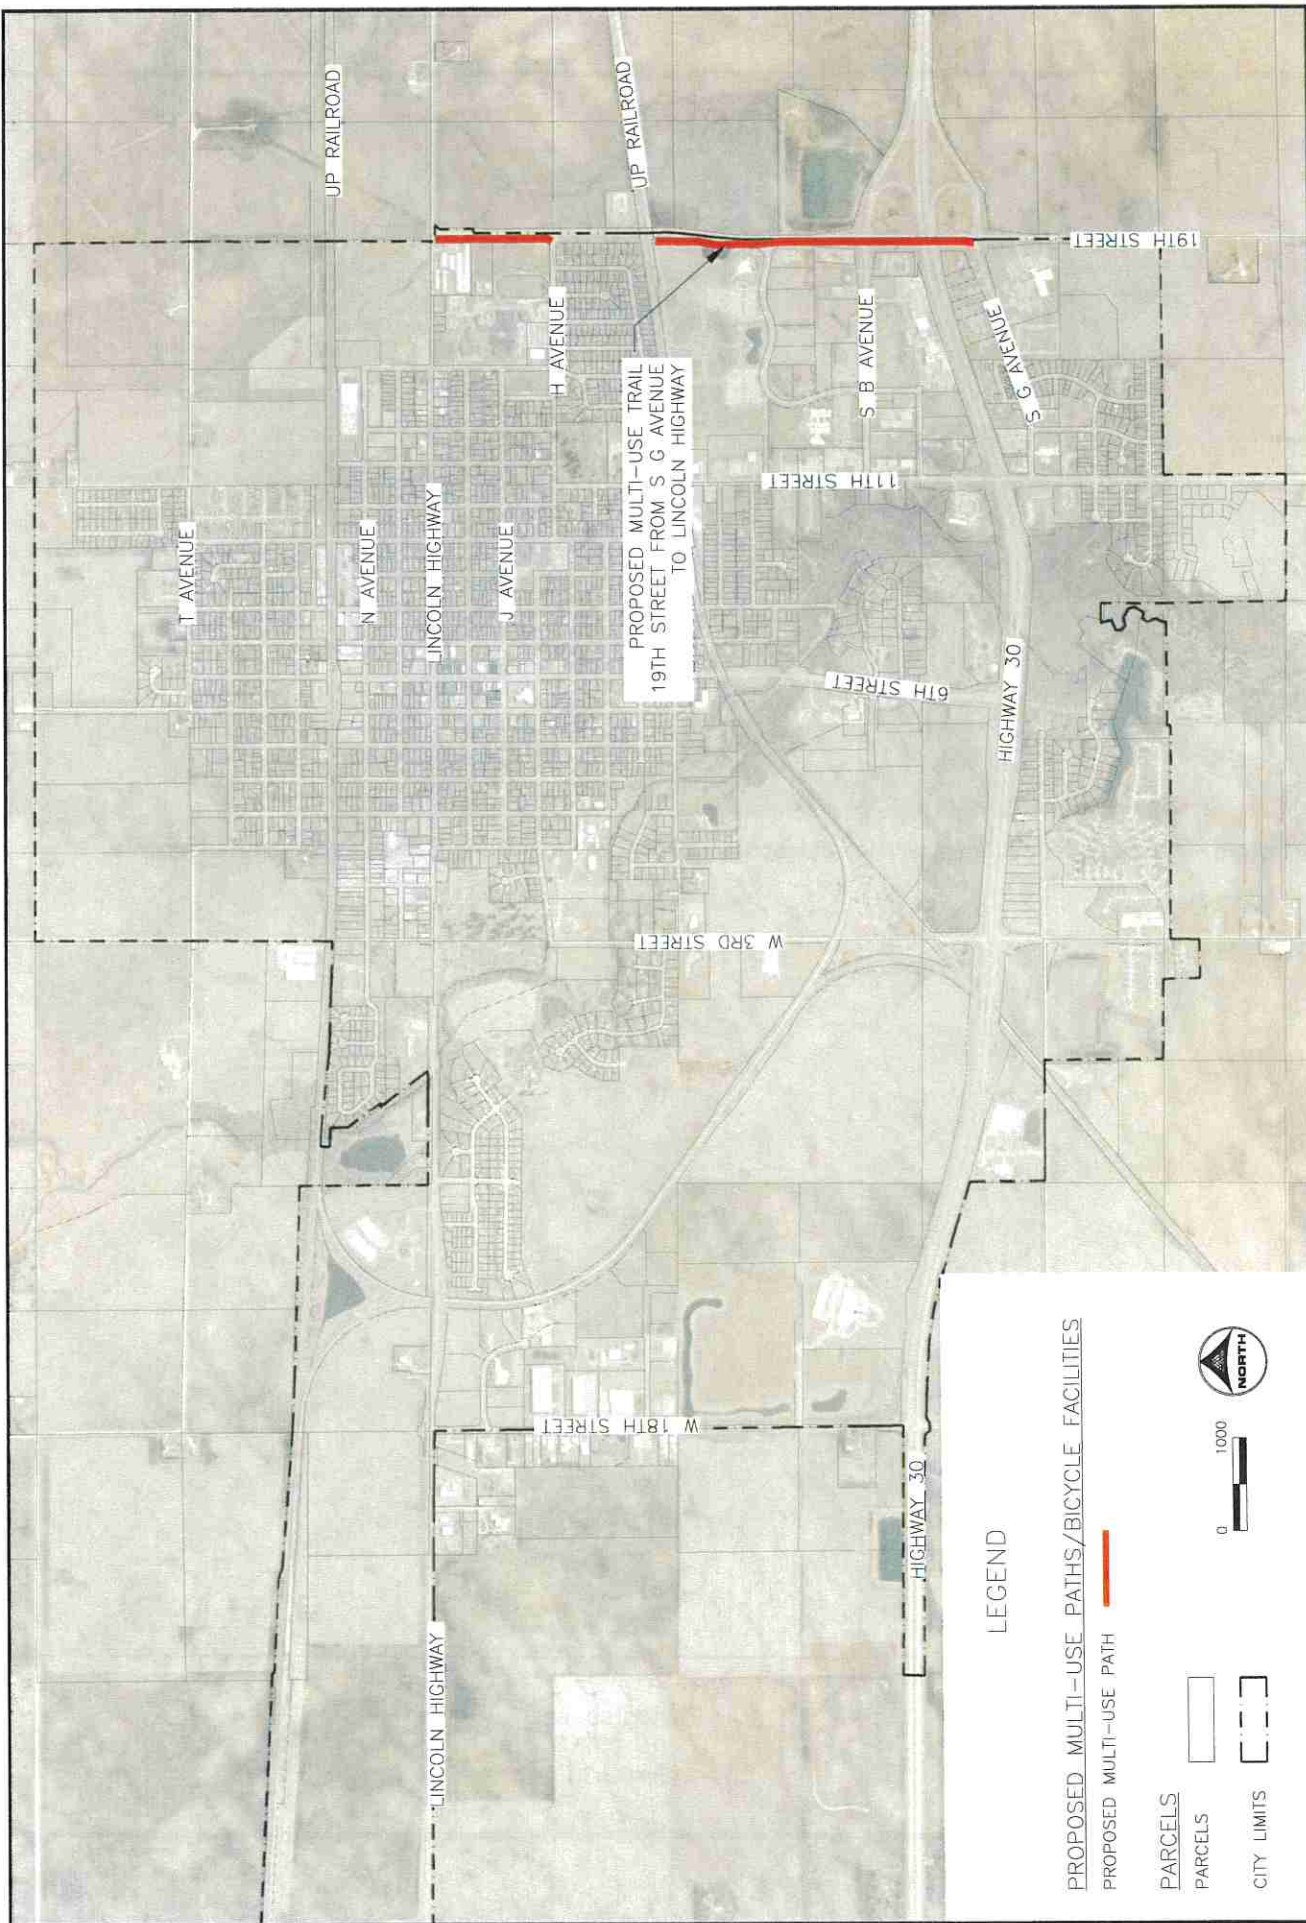 UP RAILROAD
UP RAILROAD
19TH STREET
H AVENUE
S B AVENUE
S G AVENUE
PROPOSED MULTI-USE TRAIL
19TH STREET FROM S G AVENUE
TO LINCOLN HIGHWAY
11TH STREET
T AVENUE
N AVENUE
LINCOLN HIGHWAY
J AVENUE
6TH STREET
HIGHWAY 30
W 3RD STREET
W 18TH STREET
HIGHWAY 30
LINCOLN HIGHWAY
LEGEND
PROPOSED MULTI-USE PATHS/BICYCLE FACILITIES
PROPOSED MULTI-USE PATH
PARCELS
PARCELS
CITY LIMITS
0 1000
NORTH